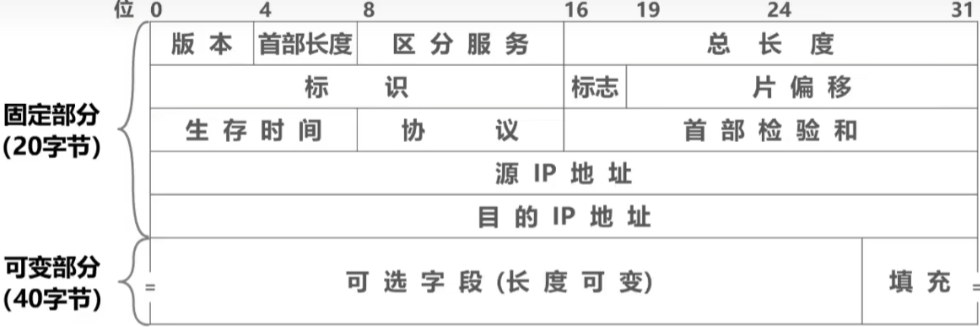 位 0 4 8 16 19 24 31
版本 首部长度 区分服务 总长度
标识 标志 片偏移
固定部分
(20字节)
生存时间 协议 首部检验和
源 IP 地址
目的 IP 地址
可变部分
(40字节)
可选字段 (长度可变) 填充